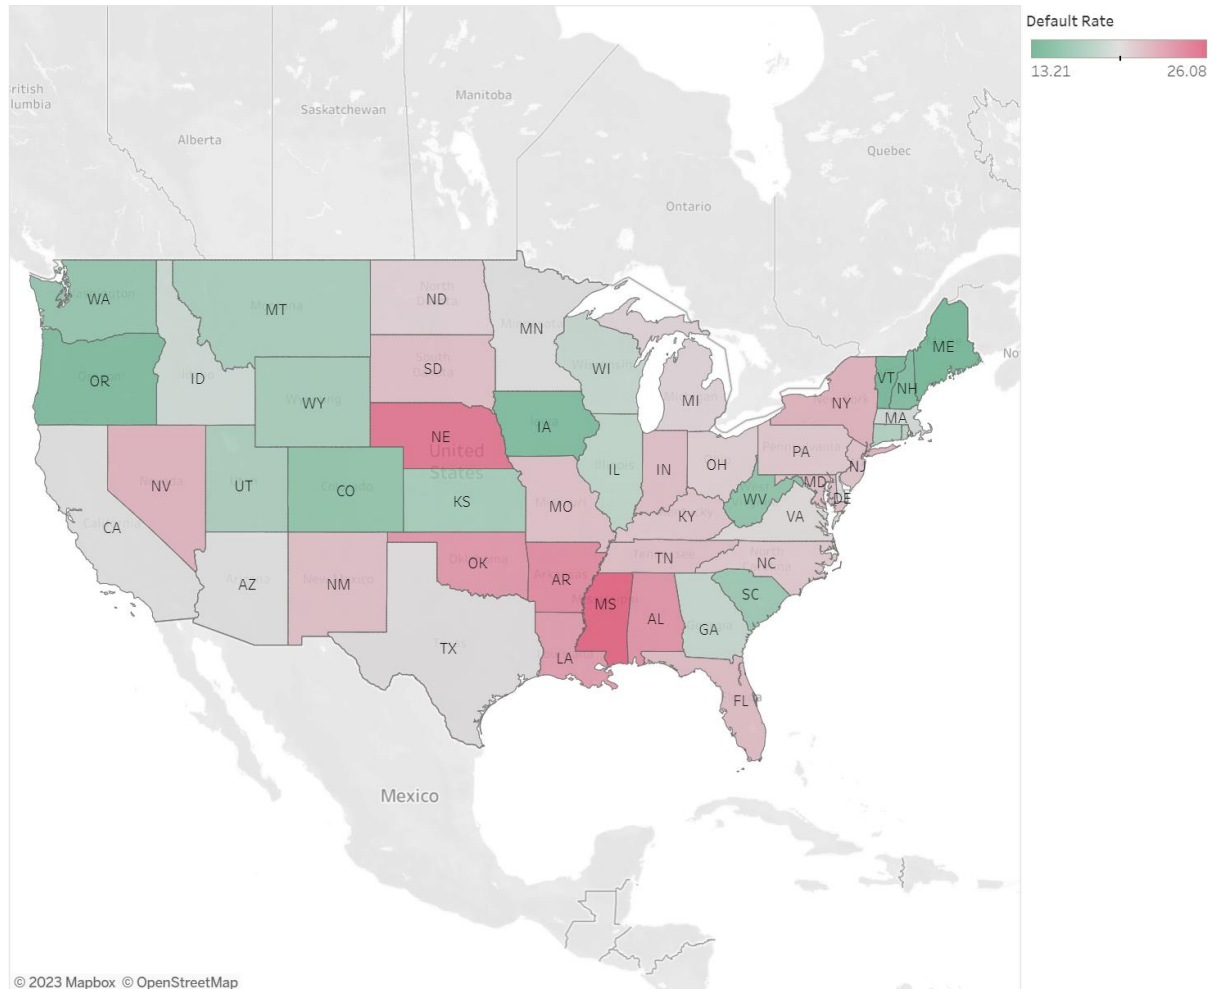 Default Rate
13.21
26.08
Manitoba
Saskatchewan
Alberta
Quebec
Ontario
WA
MT
ND
MN
OR
ID
SD
WI
ME
WY
MI
VT
NH
NY
MA
NE
United
States
IA
IL
IN
OH
PA
NJ
NV
UT
CO
KS
MO
WV
MD
DE
KY
VA
CA
AZ
NM
OK
AR
TN
NC
MS
AL
GA
SC
TX
LA
FL
Mexico
© 2023 Mapbox © OpenStreetMap